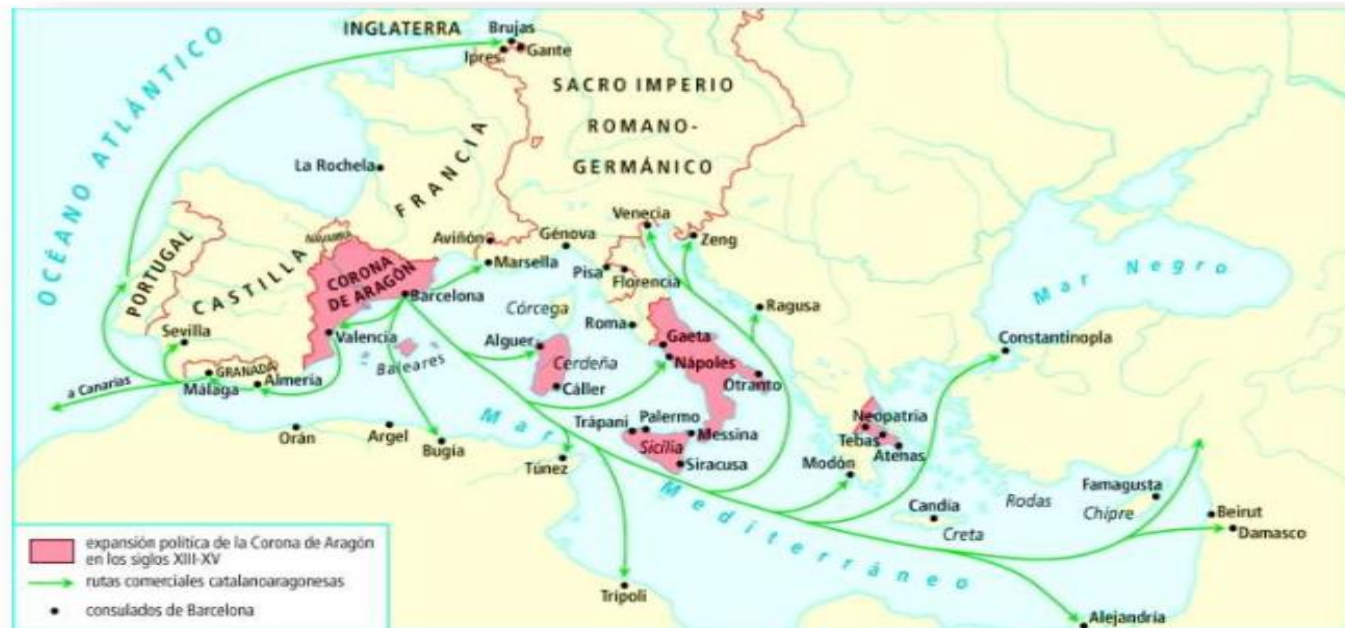 INGLATERRA
Brujas
Ipres
Gante
OCÉANO ATLÁNTICO
SACRO IMPERIO
ROMANO-
GERMÁNICO
La Rochela
FRANCIA
PORTUGAL
CASTILLA
NAVARRA
CORONA
DE ARAGÓN
Aviñón
Marsella
Génova
Venecia
Zeng
Pisa
Florencia
Barcelona
Córcega
Ragusa
Mar Negro
Sevilla
Valencia
Baleares
Roma
Alguer
Cerdeña
Cáller
Gaeta
Nápoles
Otranto
Constantinopla
GRANADA
Málaga
Almería
a Canarias
Orán
Argel
Bugía
Túnez
Trápani
Palermo
Sicília
Messina
Siracusa
Neopatria
Tebas
Atenas
Modón
Mar Mediterráneo
Candía
Creta
Rodas
Famagusta
Chipre
Beirut
Damasco
Trípoli
Alejandría
expansión política de la Corona de Aragón
en los siglos XIII-XV
rutas comerciales catalanoaragonesas
consulados de Barcelona